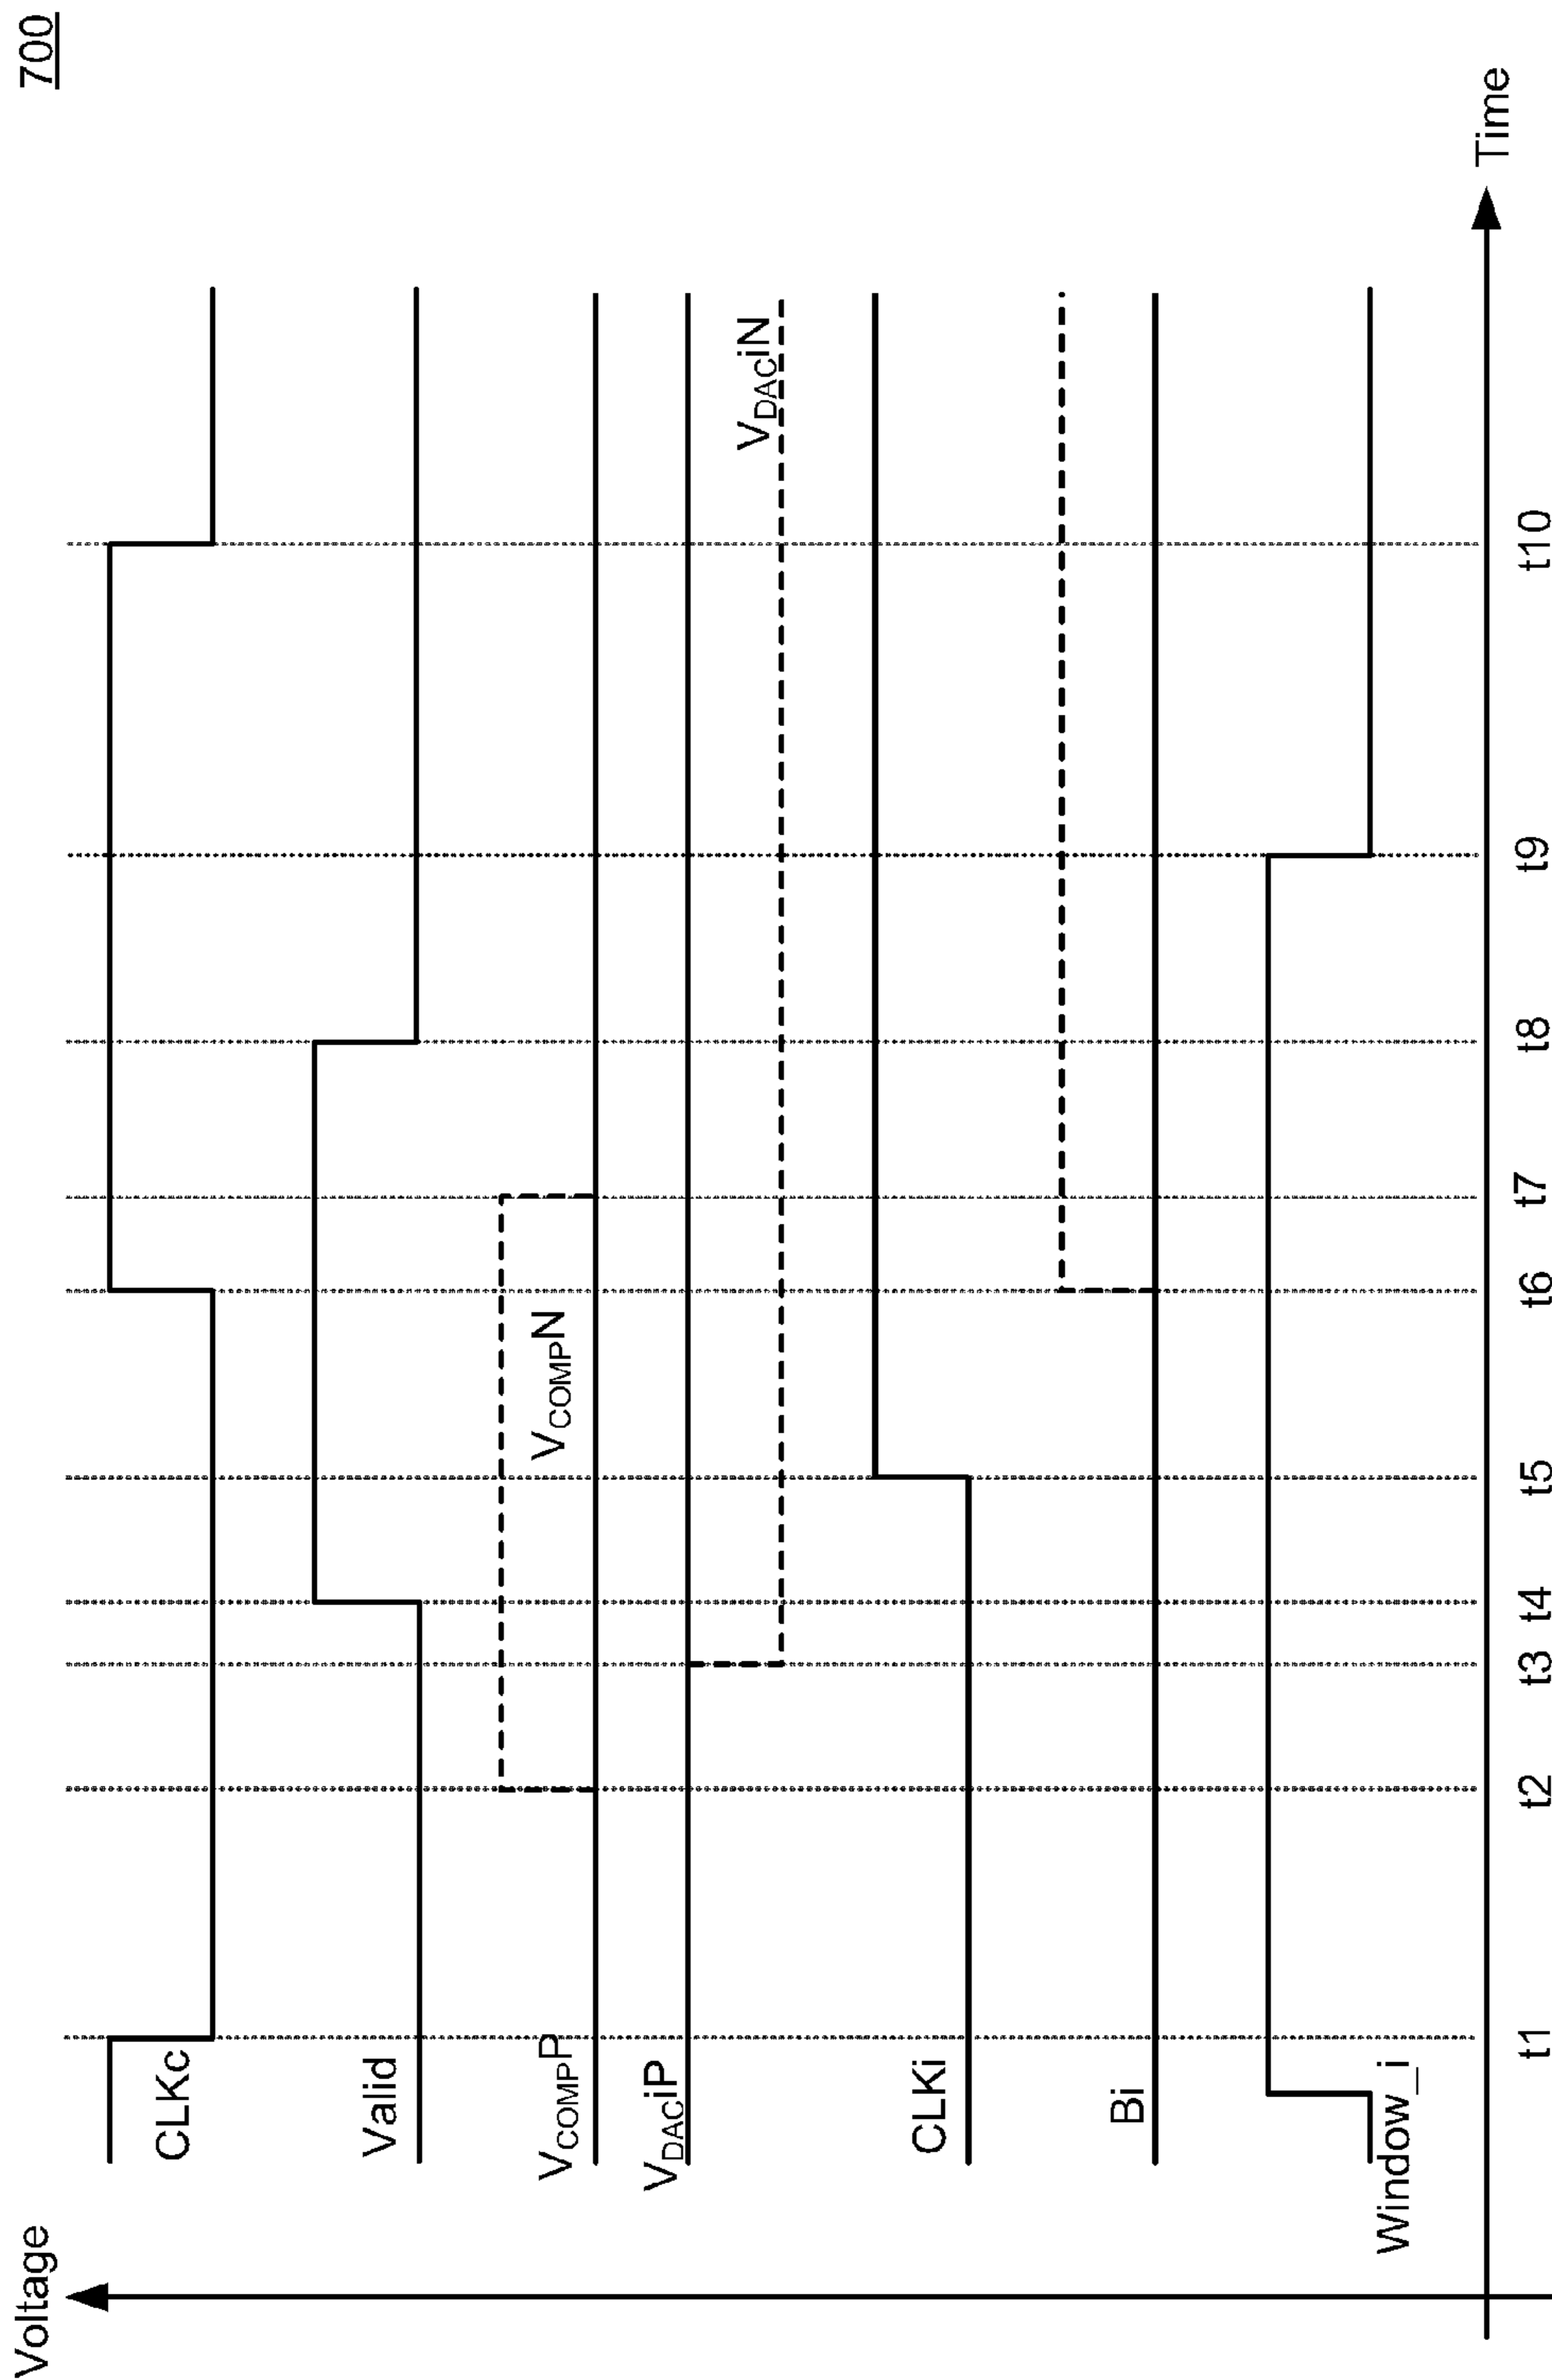 700
Voltage
CLKc
Valid
VCOMPP
VCOMPN
VDACiP
VDACiN
CLKi
Bi
Window_i
t1
t2
t3
t4
t5
t6
t7
t8
t9
t10
Time